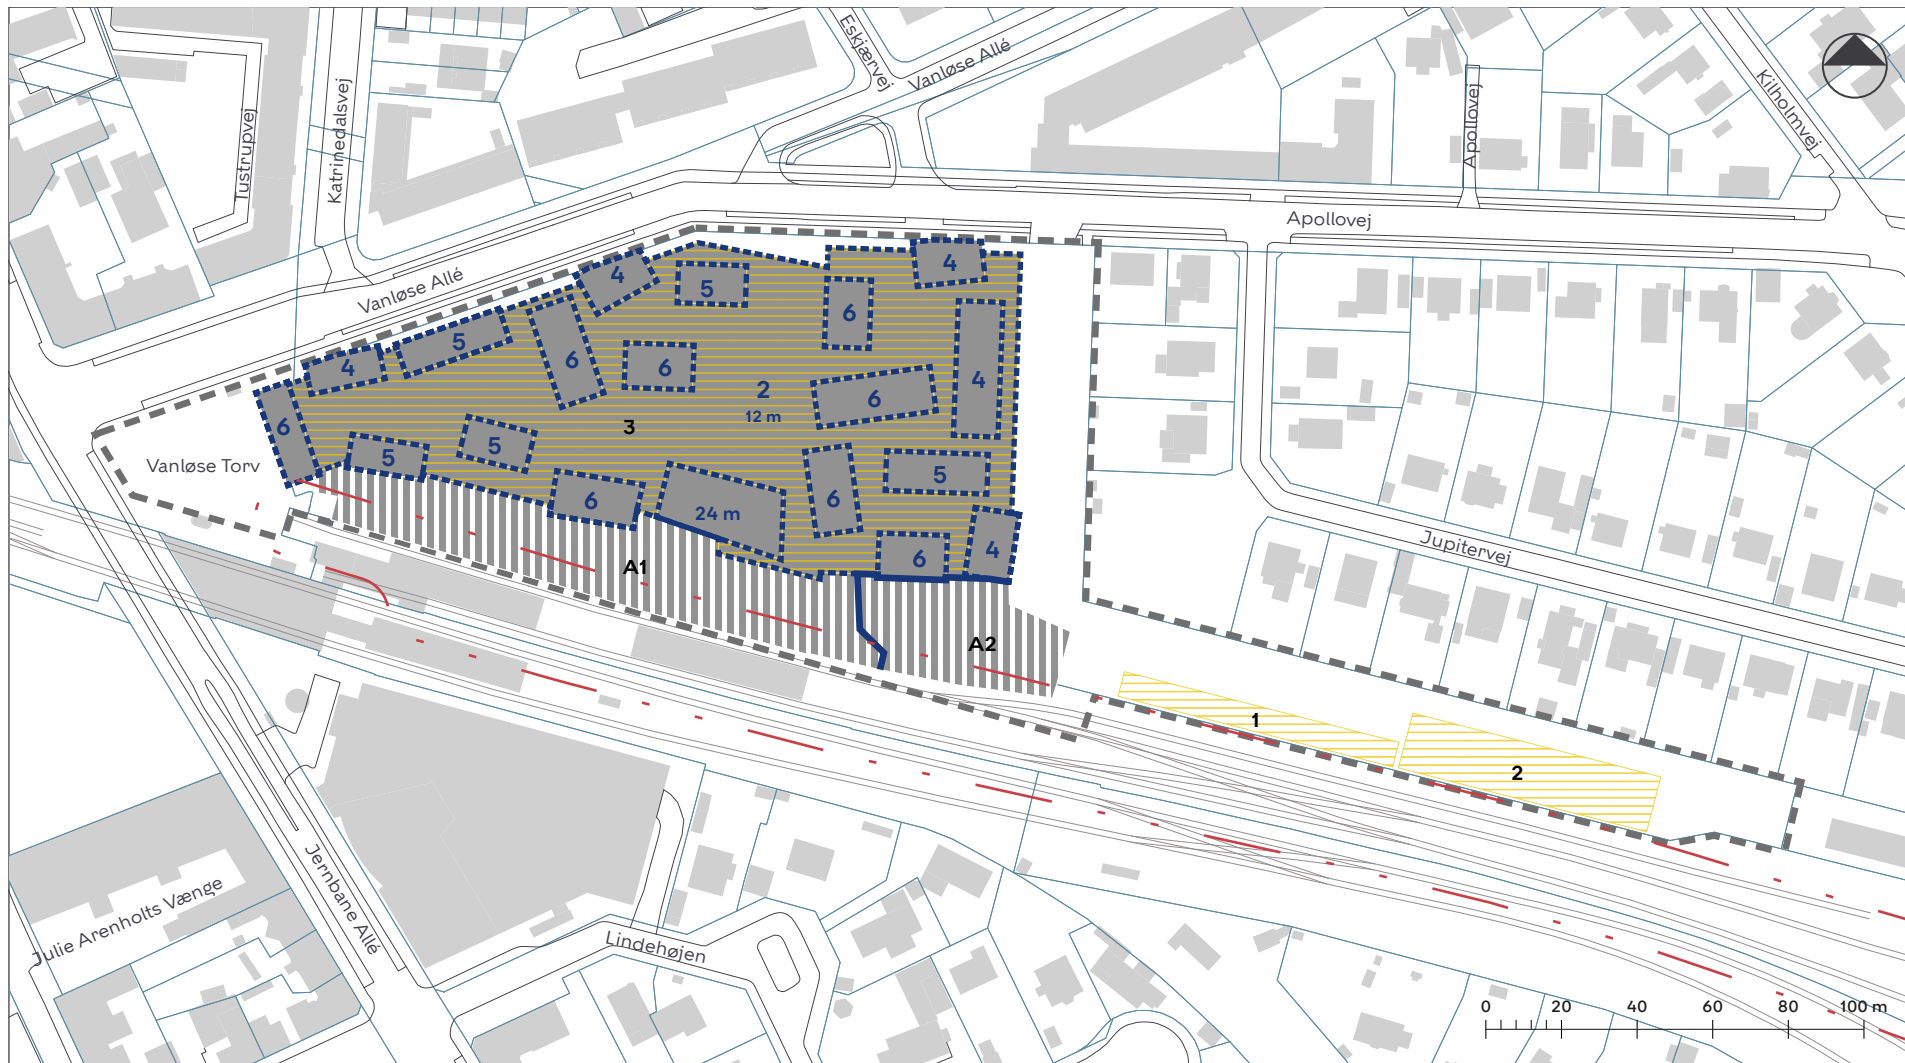 Eskjærvej
Vanløse Allé
Kilholmvej
Tustrupvej
Katrinedalsvej
Apollovej
Apollovej
Vanløse Allé
4
4
5
6
5
4
6
6
4
2
12 m
6
6
3
5
5
5
6
6
24 m
Vanløse Torv
6
4
A1
A2
Jupitervej
1
2
Jernbane Allé
Julie Arenholts Vænge
Lindehøjen
0 20 40 60 80 100 m